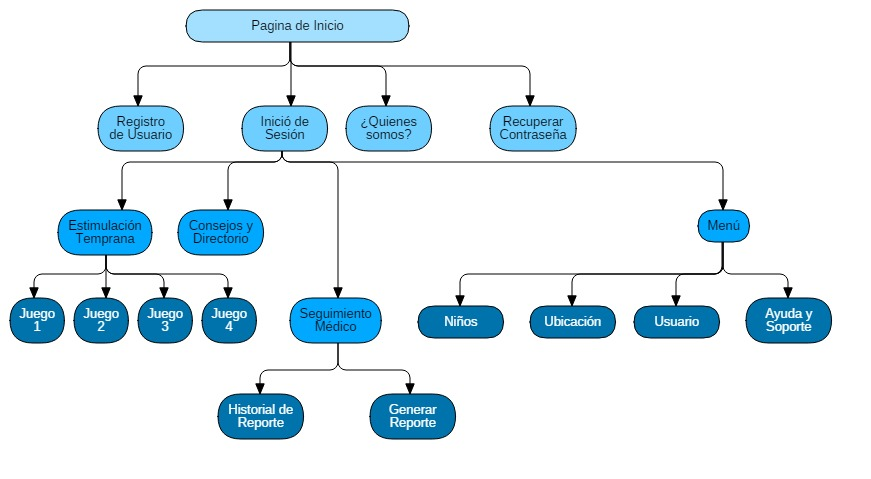 Pagina de Inicio
Registro
de Usuario
Inició de
Sesión
¿Quienes
somos?
Recuperar
Contraseña
Estimulación
Temprana
Consejos y
Directorio
Menú
Juego
1
Juego
2
Juego
3
Juego
4
Seguimiento
Médico
Niños
Ubicación
Usuario
Ayuda y
Soporte
Historial de
Reporte
Generar
Reporte